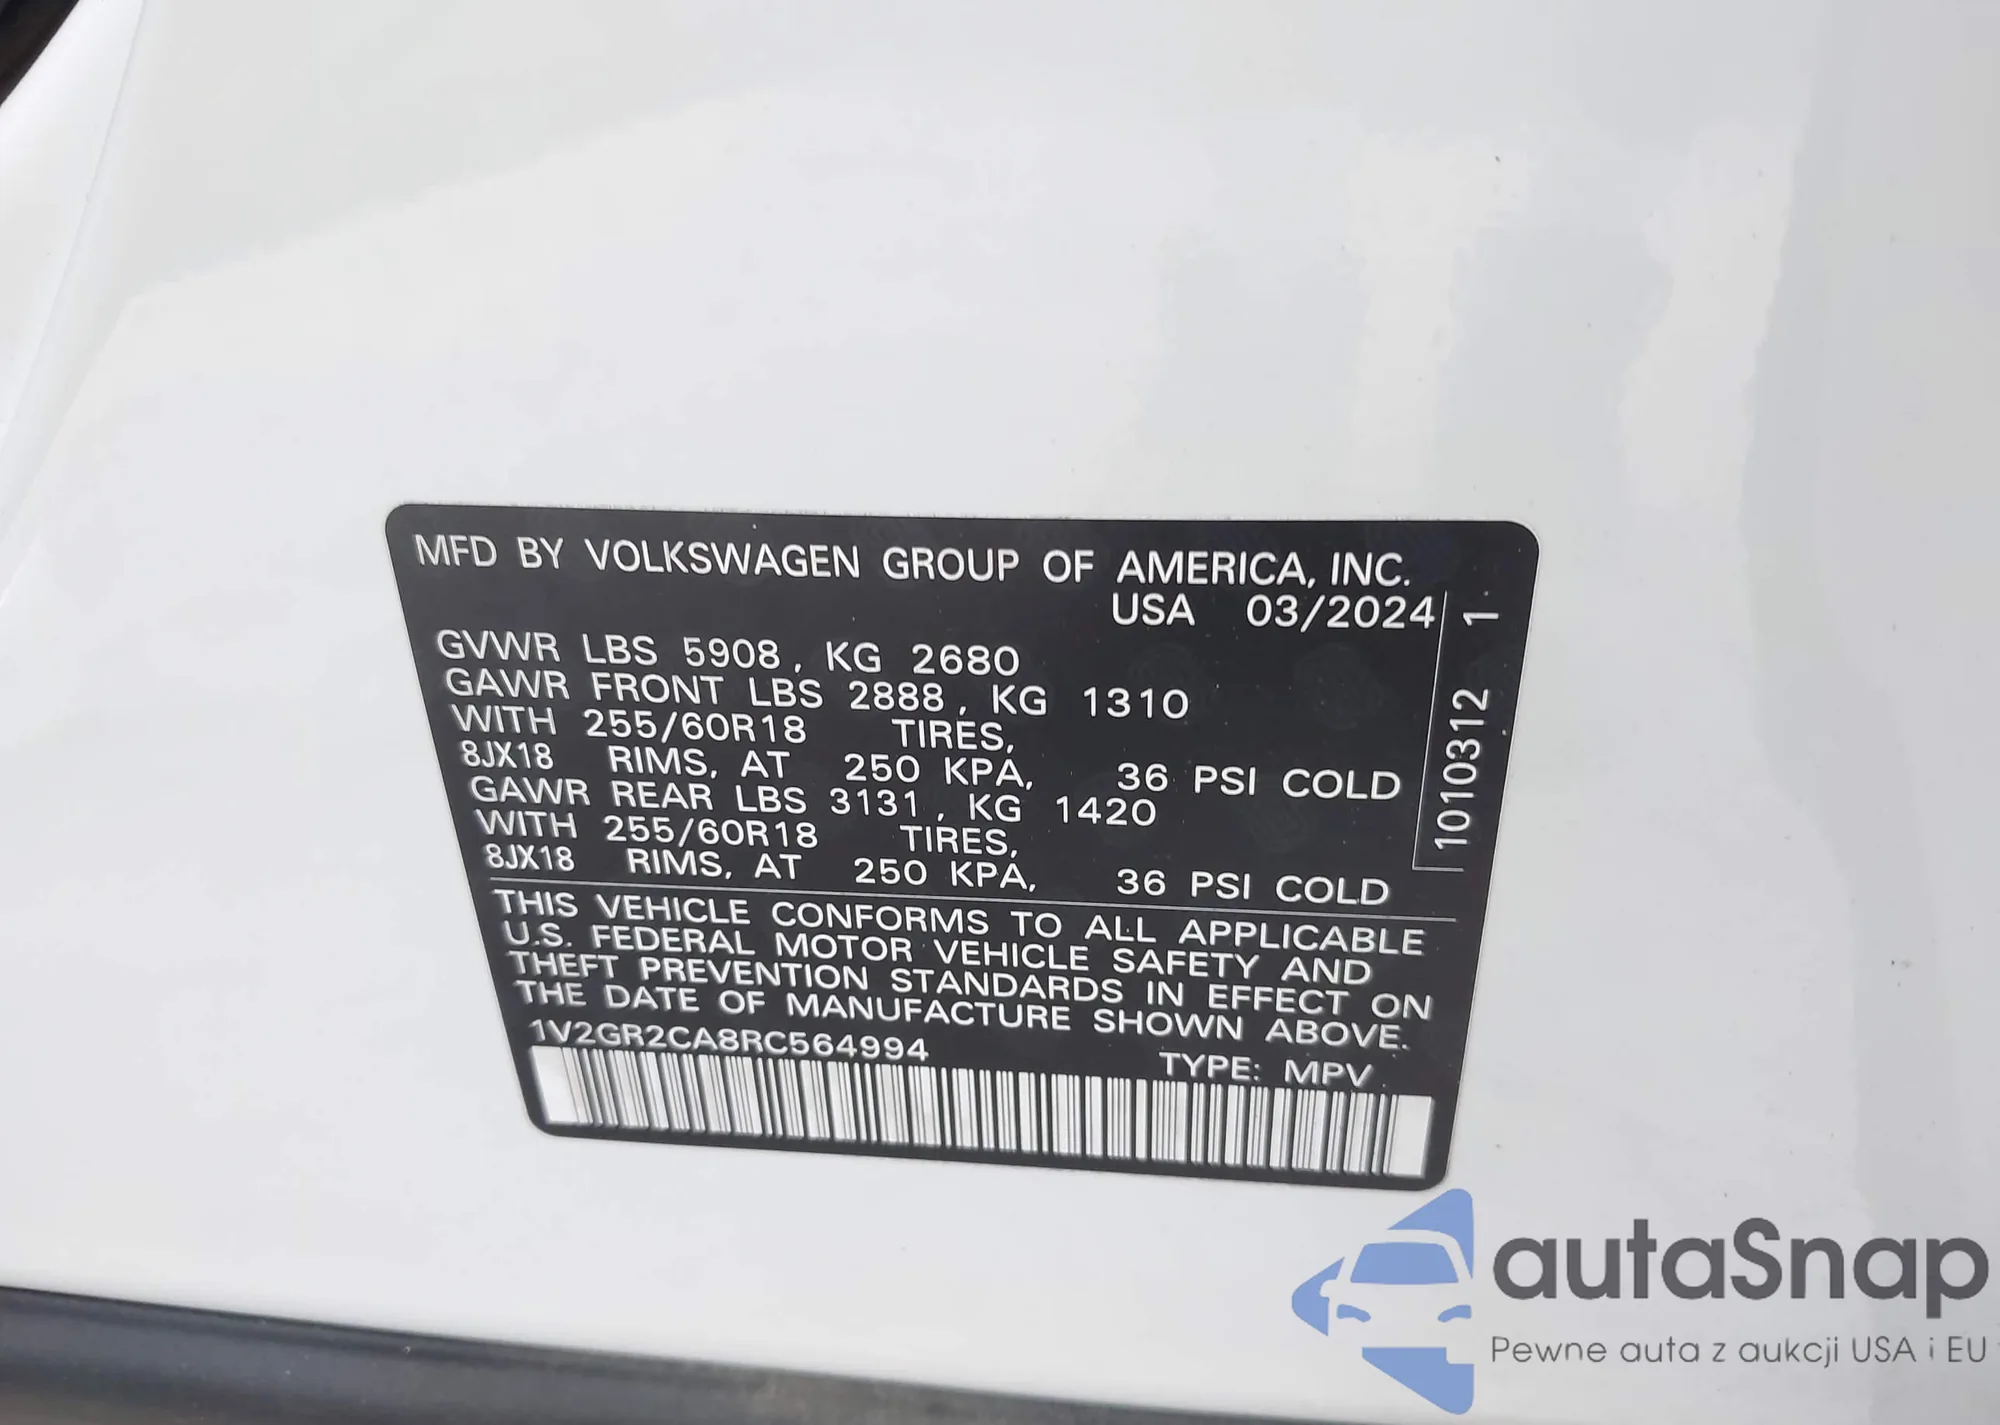 MFD BY VOLKSWAGEN GROUP OF AMERICA, INC.
USA 03/2024
GVWR LBS 5908, KG 2680
GAWR FRONT LBS 2888, KG 1310
WITH 255/60R18 TIRES,
8JX18 RIMS, AT 250 KPA, 36 PSI COLD
GAWR REAR LBS 3131, KG 1420
WITH 255/60R18 TIRES,
8JX18 RIMS, AT 250 KPA, 36 PSI COLD
1010312 1
THIS VEHICLE CONFORMS TO ALL APPLICABLE
U.S. FEDERAL MOTOR VEHICLE SAFETY AND
THEFT PREVENTION STANDARDS IN EFFECT ON
THE DATE OF MANUFACTURE SHOWN ABOVE.
1V2GR2CA8RC564994 TYPE: MPV
autaSnap
Pewne auta z aukcji USA i EU